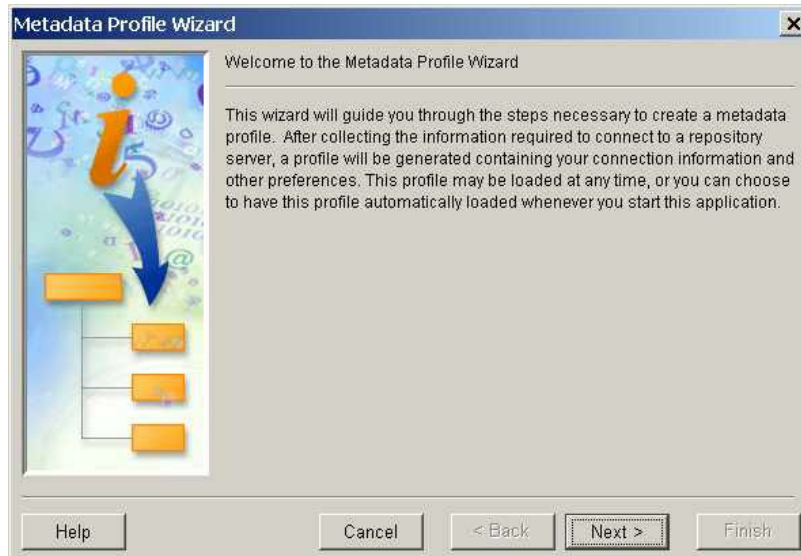 Metadata Profile Wizard
Welcome to the Metadata Profile Wizard
This wizard will guide you through the steps necessary to create a metadata
profile. After collecting the information required to connect to a repository
server, a profile will be generated containing your connection information and
other preferences. This profile may be loaded at any time, or you can choose
to have this profile automatically loaded whenever you start this application.
Help
Cancel
< Back
Next >
Finish